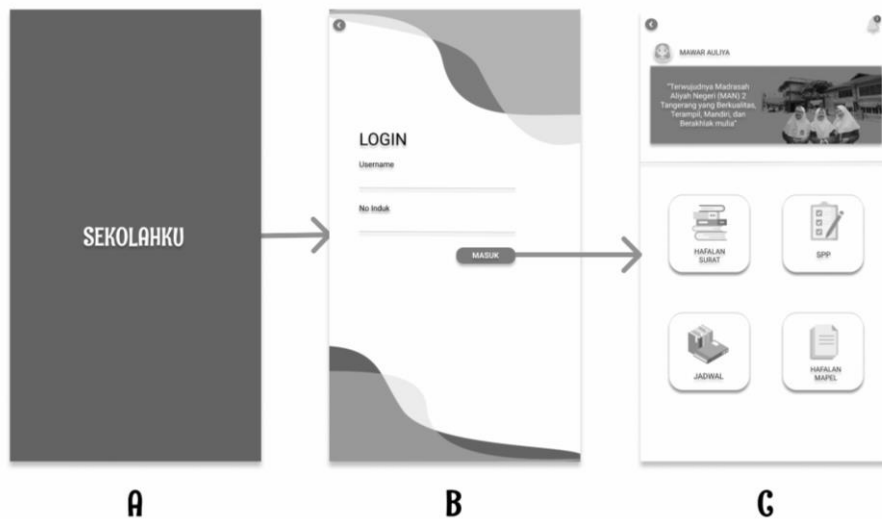 SEKOLAHKU
LOGIN
Username
No Induk
MASUK
MAWAR AULIYA
"Terwujudnya Madrasah
Aliyah Negeri (MAN) 2
Tangerang yang Berkualitas,
Terampil, Mandiri, dan
Berakhlak mulia"
HAFALAN
SURAT
SPP
JADWAL
HAFALAN
MAPEL
A
B
C